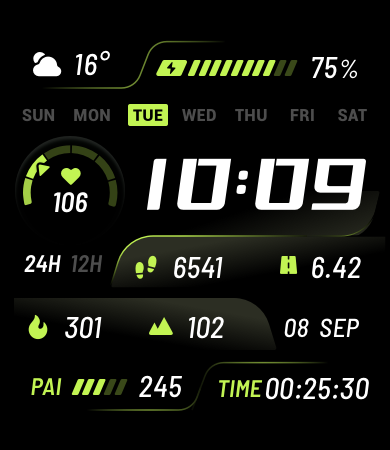 16° 75%
SUN MON TUE WED THU FRI SAT
10:09
106
24H 12H 6541 6.42
301 102 08 SEP
PAI 245 TIME 00:25:30